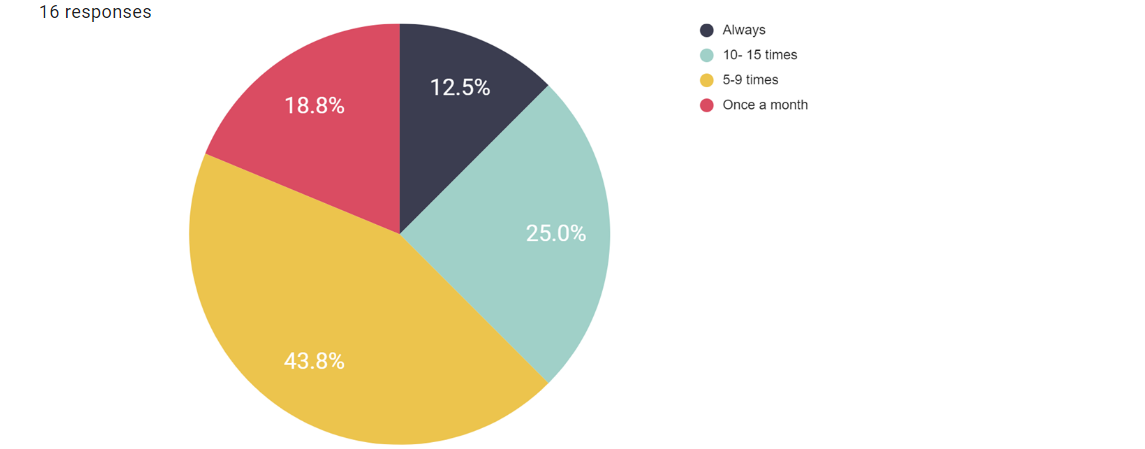 16 responses
12.5%
18.8%
25.0%
43.8%
Always
10- 15 times
5-9 times
Once a month